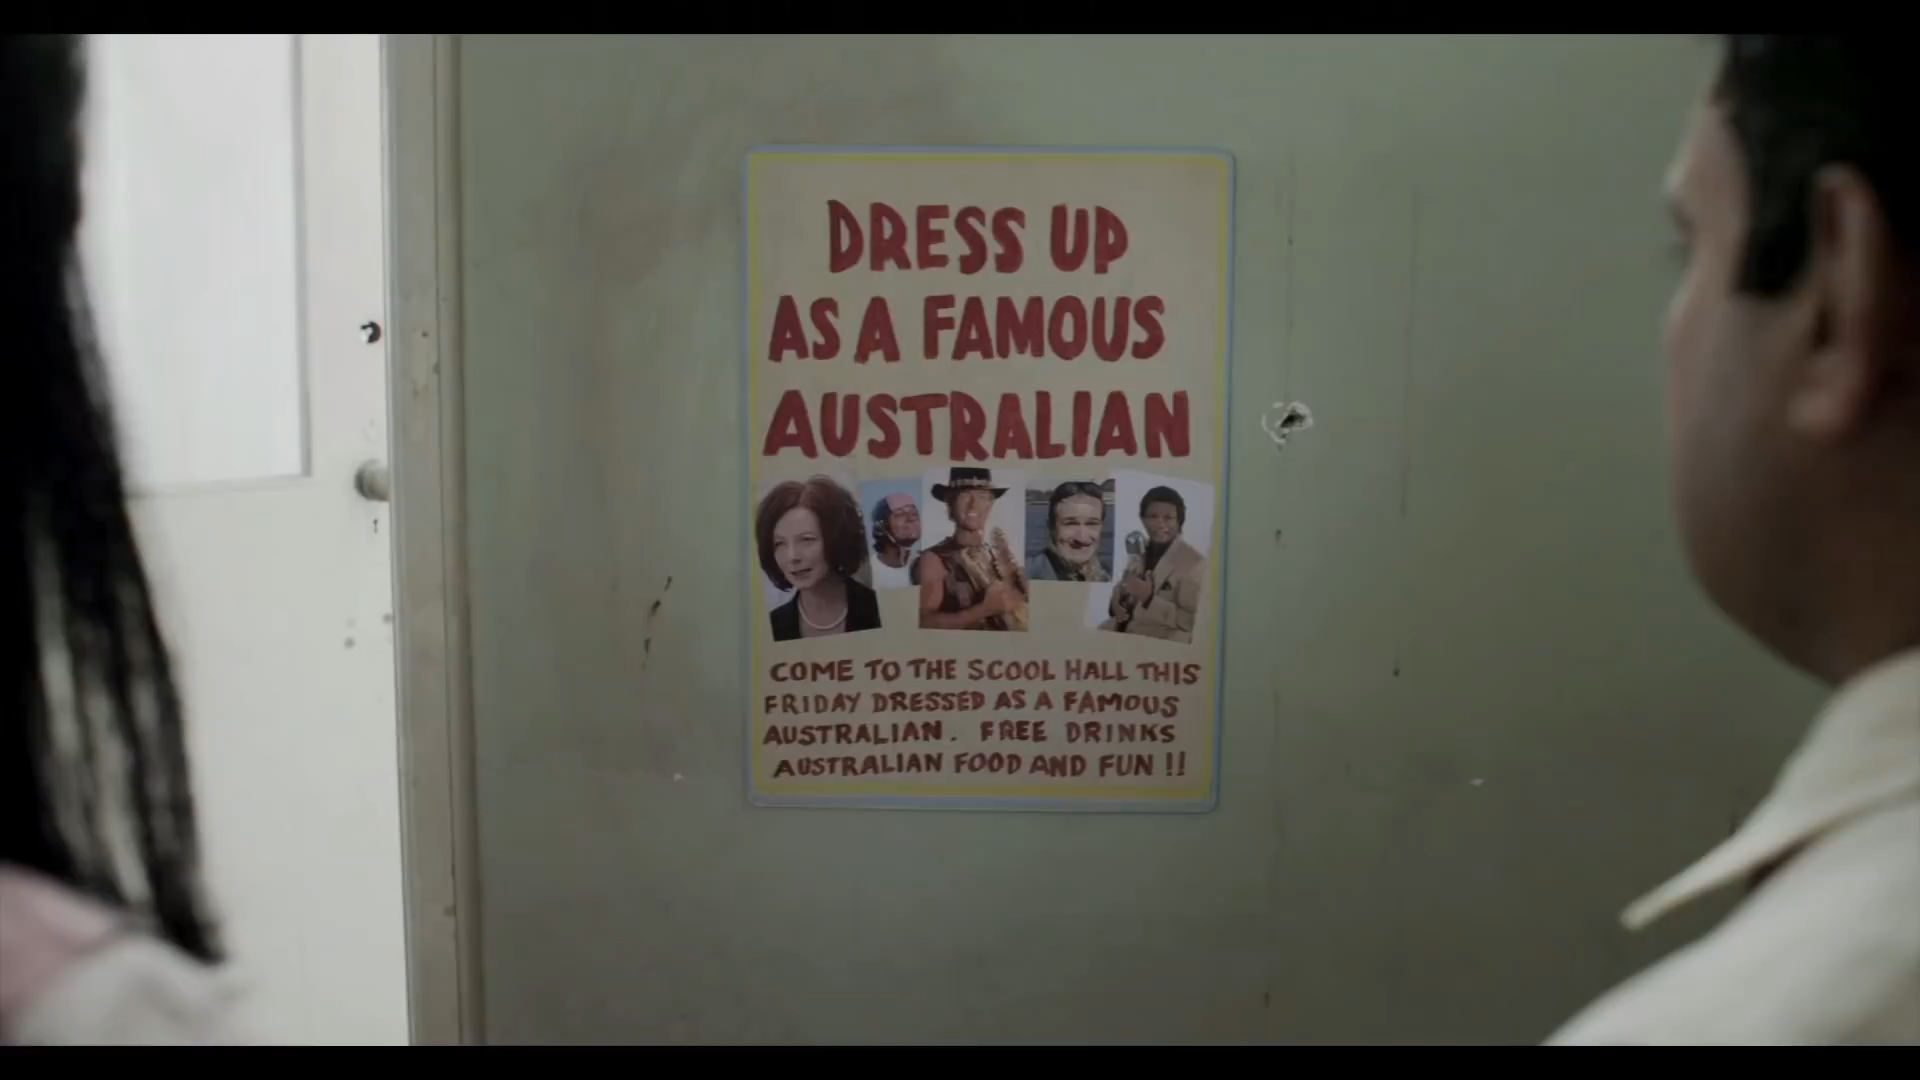 DRESS UP
AS A FAMOUS
AUSTRALIAN
COME TO THE SCOOL HALL THIS
FRIDAY DRESSED AS A FAMOUS
AUSTRALIAN. FREE DRINKS
AUSTRALIAN FOOD AND FUN !!